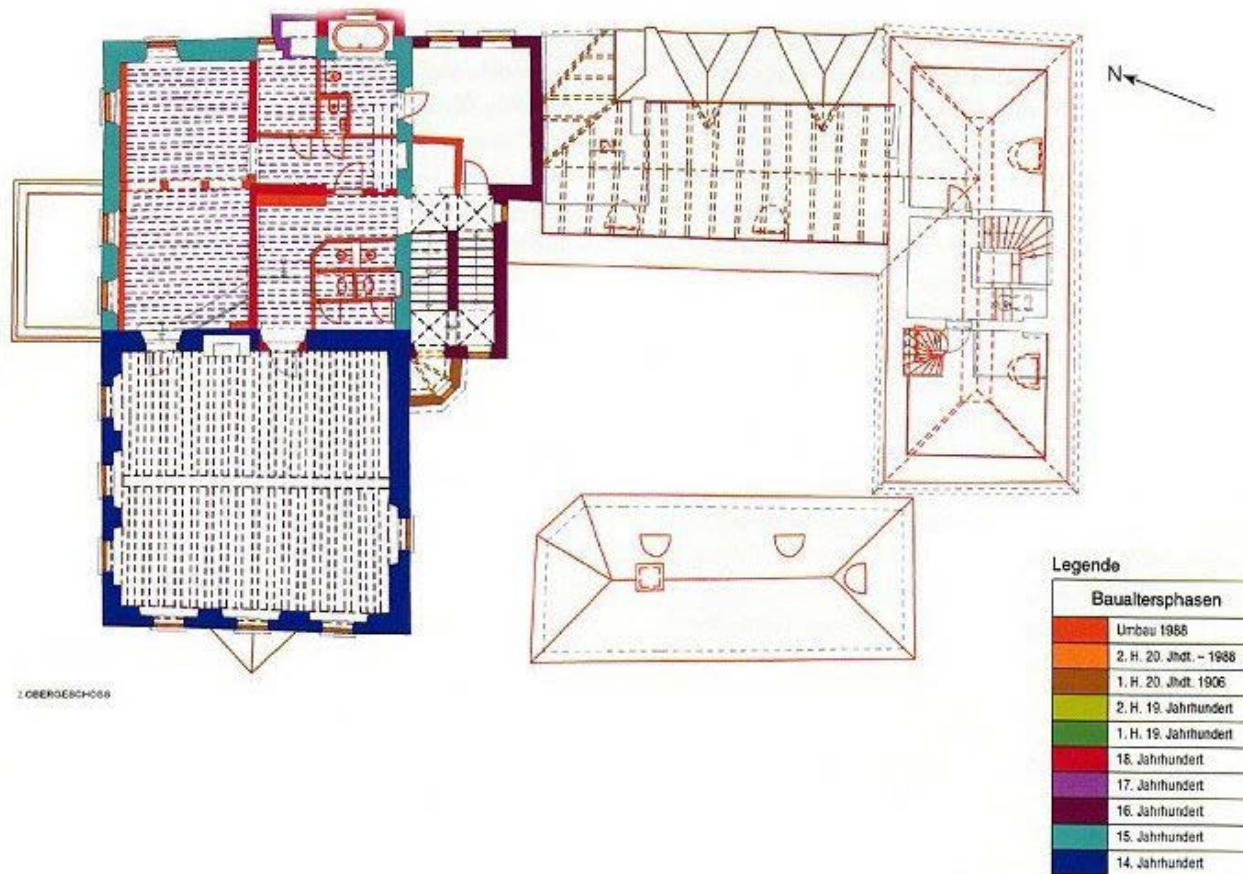 N
2. OBERGESCHOSS
Legende
Baualtersphasen
Umbau 1988
2. H. 20. Jhdt. – 1988
1. H. 20. Jhdt. 1906
2. H. 19. Jahrhundert
1. H. 19. Jahrhundert
18. Jahrhundert
17. Jahrhundert
16. Jahrhundert
15. Jahrhundert
14. Jahrhundert